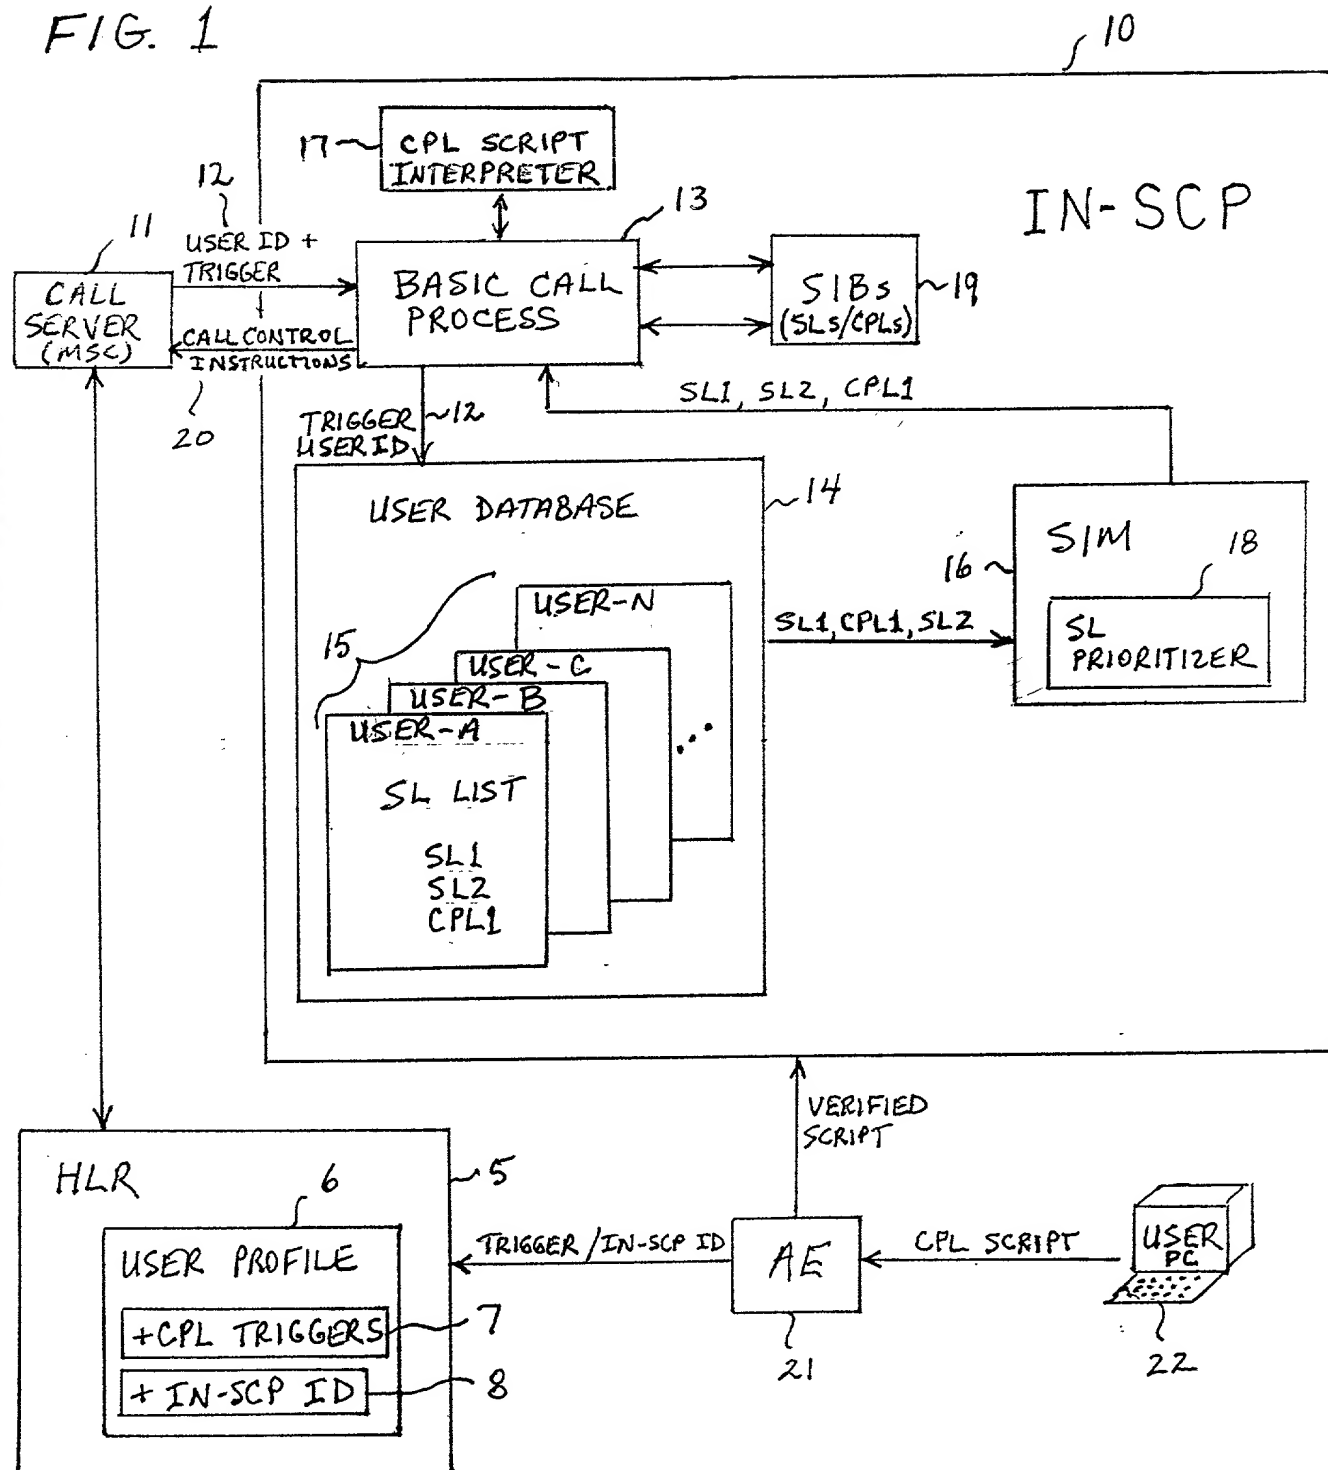 FIG. 1
10
17
CPL SCRIPT
INTERPRETER
IN-SCP
12
11
USER ID +
TRIGGER
13
CALL
SERVER
(MSC)
BASIC CALL
PROCESS
SIBs
(SLs/CPLs)
19
CALL CONTROL
INSTRUCTIONS
20
TRIGGER
USER ID
12
SL1, SL2, CPL1
USER DATABASE
14
SIM
16
18
SL
PRIORITIZER
15
USER-N
USER-C
USER-B
USER-A
SL1, CPL1, SL2
SL LIST
SL1
SL2
CPL1
VERIFIED
SCRIPT
HLR
5
6
USER PROFILE
+CPL TRIGGERS
7
+ IN-SCP ID
8
TRIGGER/IN-SCP ID
AE
21
CPL SCRIPT
USER
PC
22